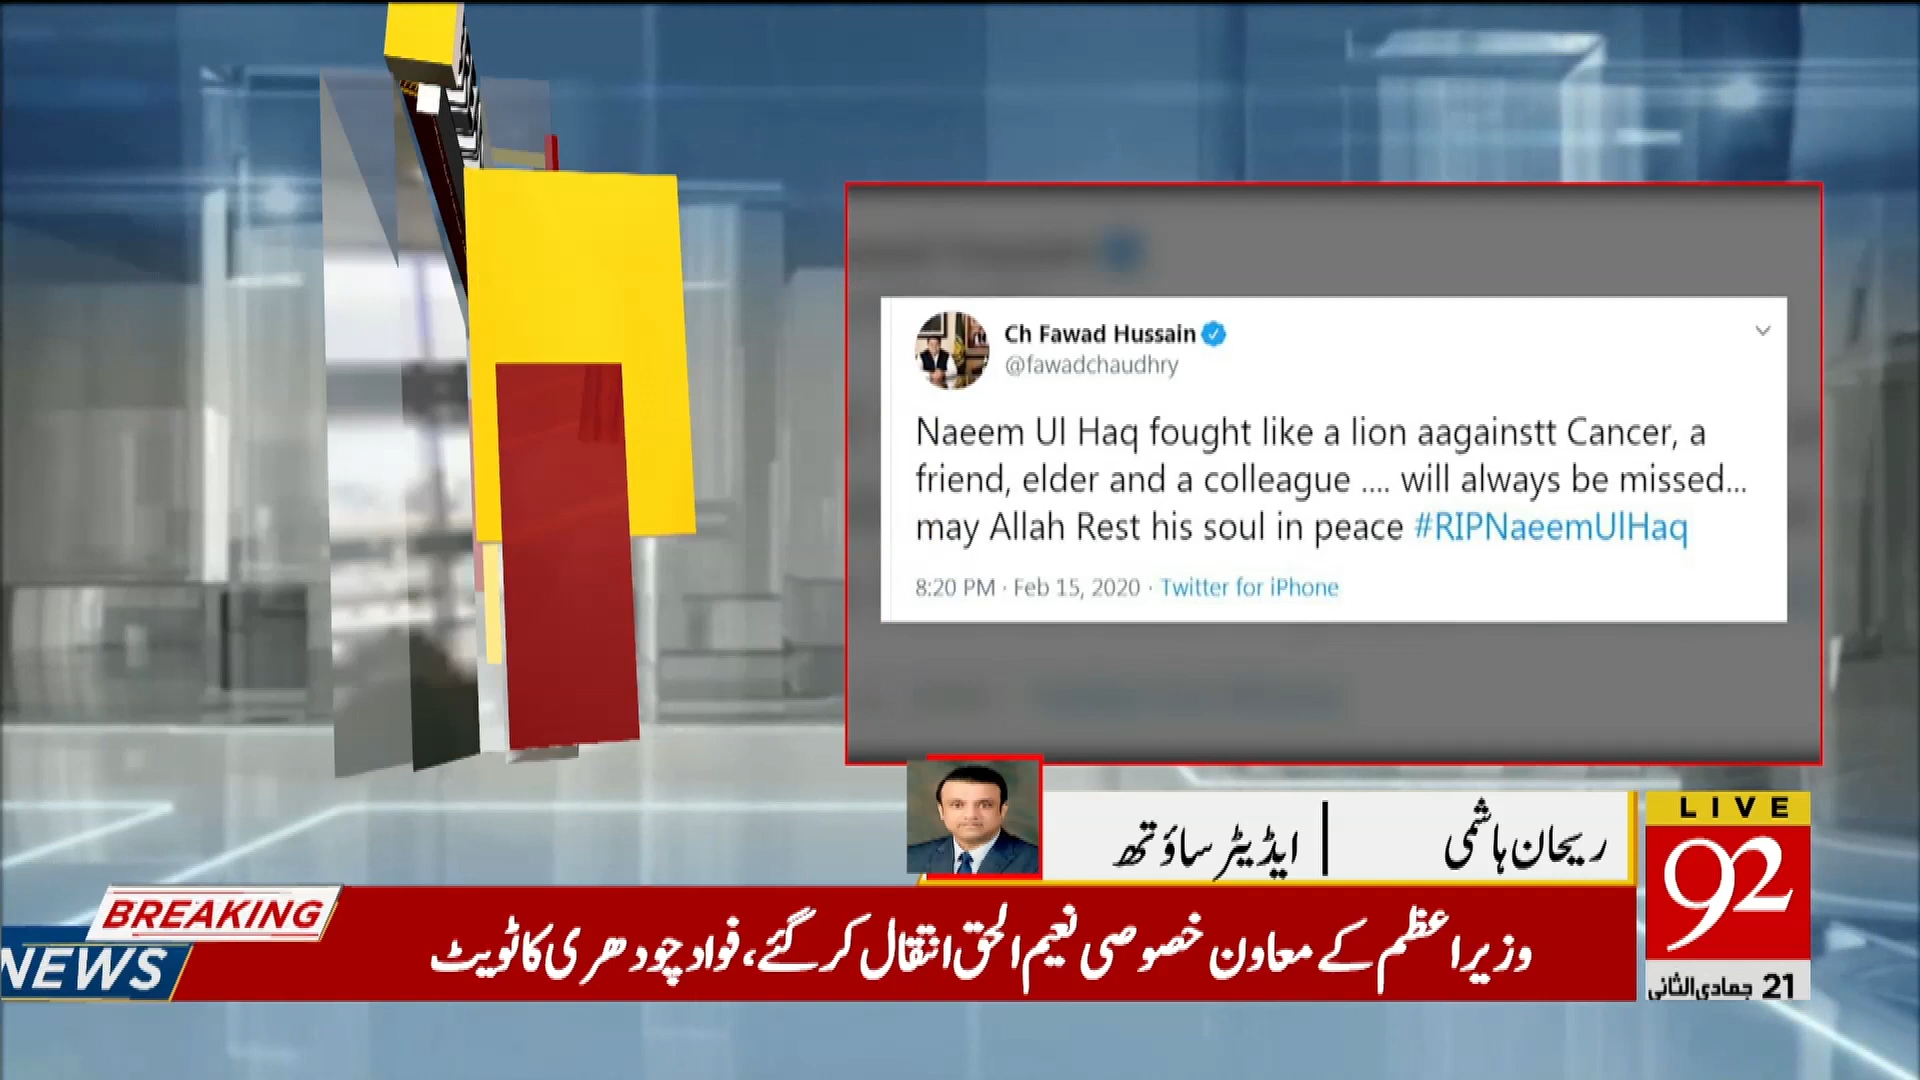 Ch Fawad Hussain
@fawadchaudhry
Naeem Ul Haq fought like a lion aagainstt Cancer, a
friend, elder and a colleague .... will always be missed...
may Allah Rest his soul in peace #RIPNaeemUlHaq
8:20 PM · Feb 15, 2020 · Twitter for iPhone
ریحان ہاشمی | ایڈیٹر ساؤتھ
LIVE
92
21 جمادی الثانی
BREAKING
NEWS
وزیراعظم کے معاون خصوصی نعیم الحق انتقال کر گئے، فواد چودھری کا ٹویٹ